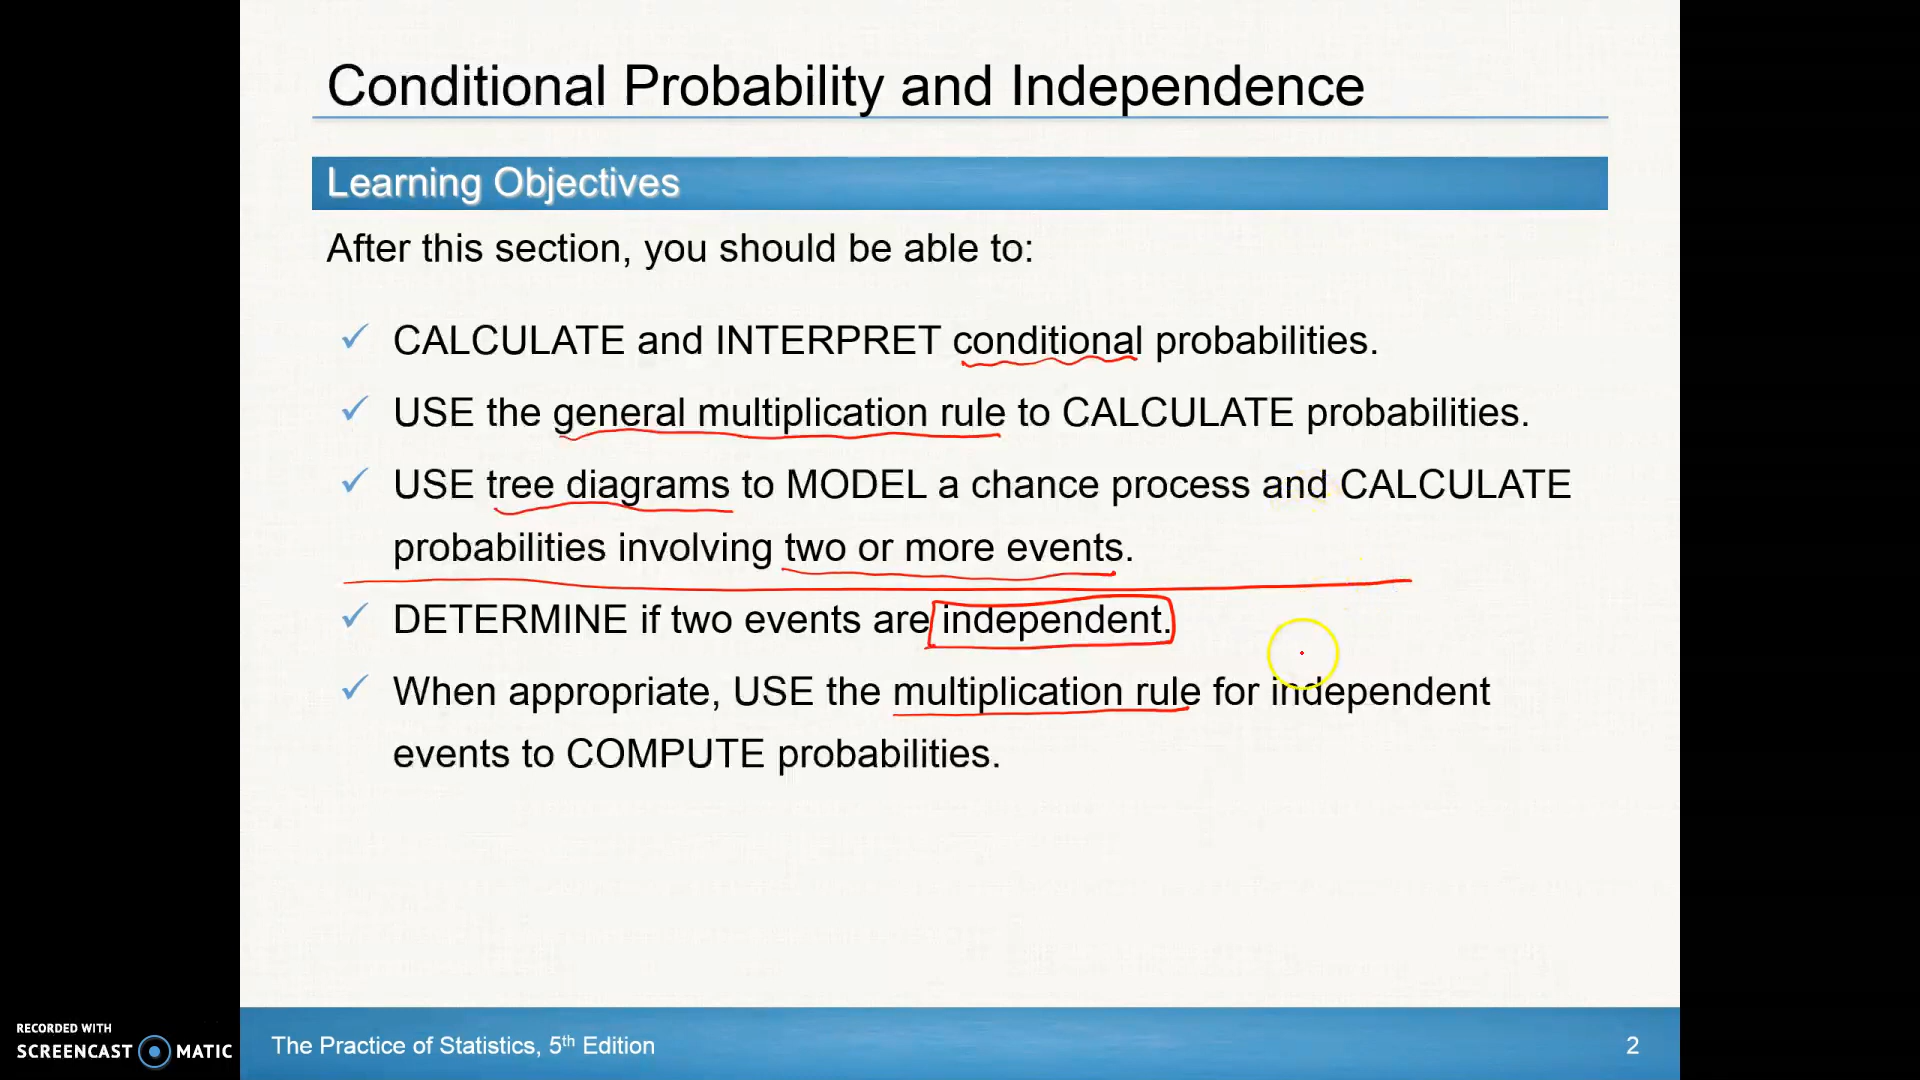 Conditional Probability and Independence
Learning Objectives
After this section, you should be able to:
✓ CALCULATE and INTERPRET conditional probabilities.
✓ USE the general multiplication rule to CALCULATE probabilities.
✓ USE tree diagrams to MODEL a chance process and CALCULATE
probabilities involving two or more events.
✓ DETERMINE if two events are independent.
✓ When appropriate, USE the multiplication rule for independent
events to COMPUTE probabilities.
RECORDED WITH
SCREENCAST MATIC
The Practice of Statistics, 5th Edition
2